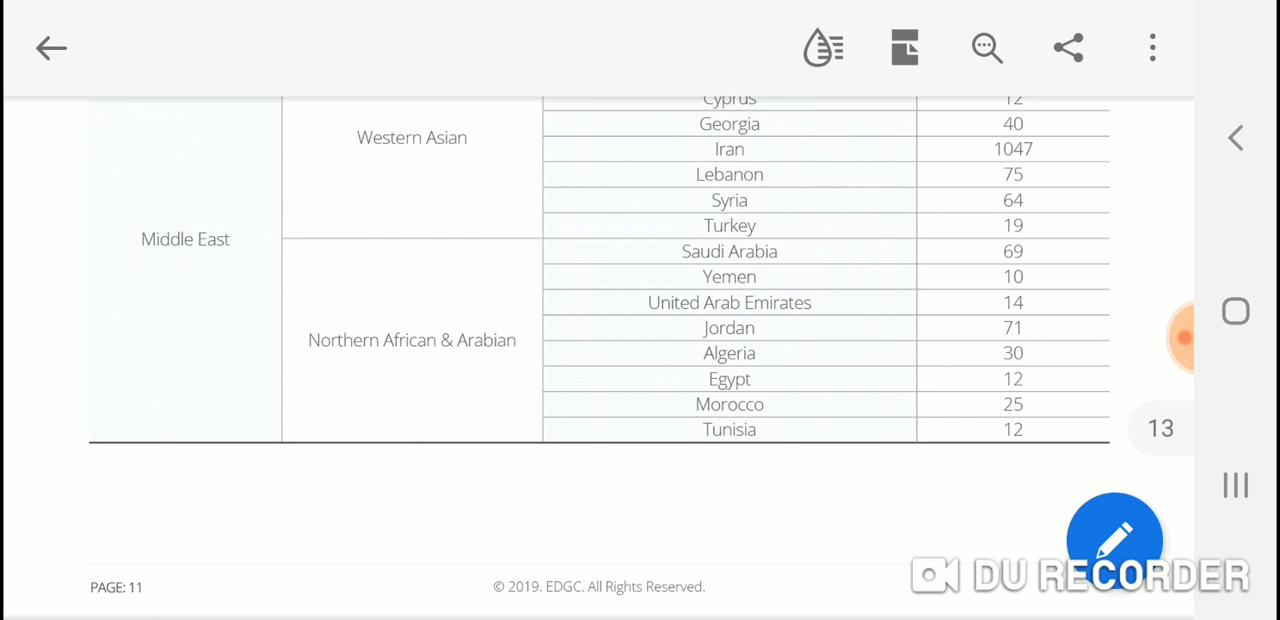 Cyprus 12
Western Asian
Georgia 40
Iran 1047
Lebanon 75
Syria 64
Turkey 19
Middle East
Saudi Arabia 69
Yemen 10
United Arab Emirates 14
Northern African & Arabian
Jordan 71
Algeria 30
Egypt 12
Morocco 25
Tunisia 12
13
PAGE: 11
© 2019. EDGC. All Rights Reserved.
DU RECORDER